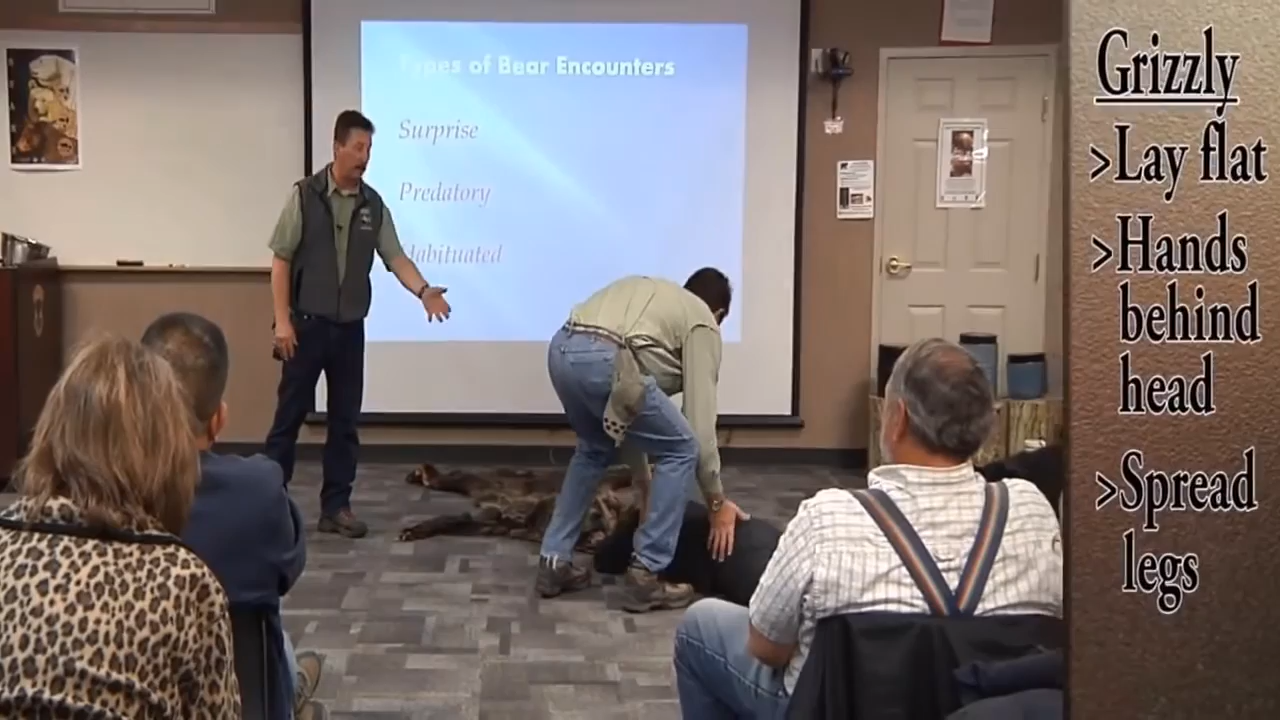 Types of Bear Encounters
Surprise
Predatory
Habituated
Grizzly
>Lay flat
>Hands
behind
head
>Spread
legs